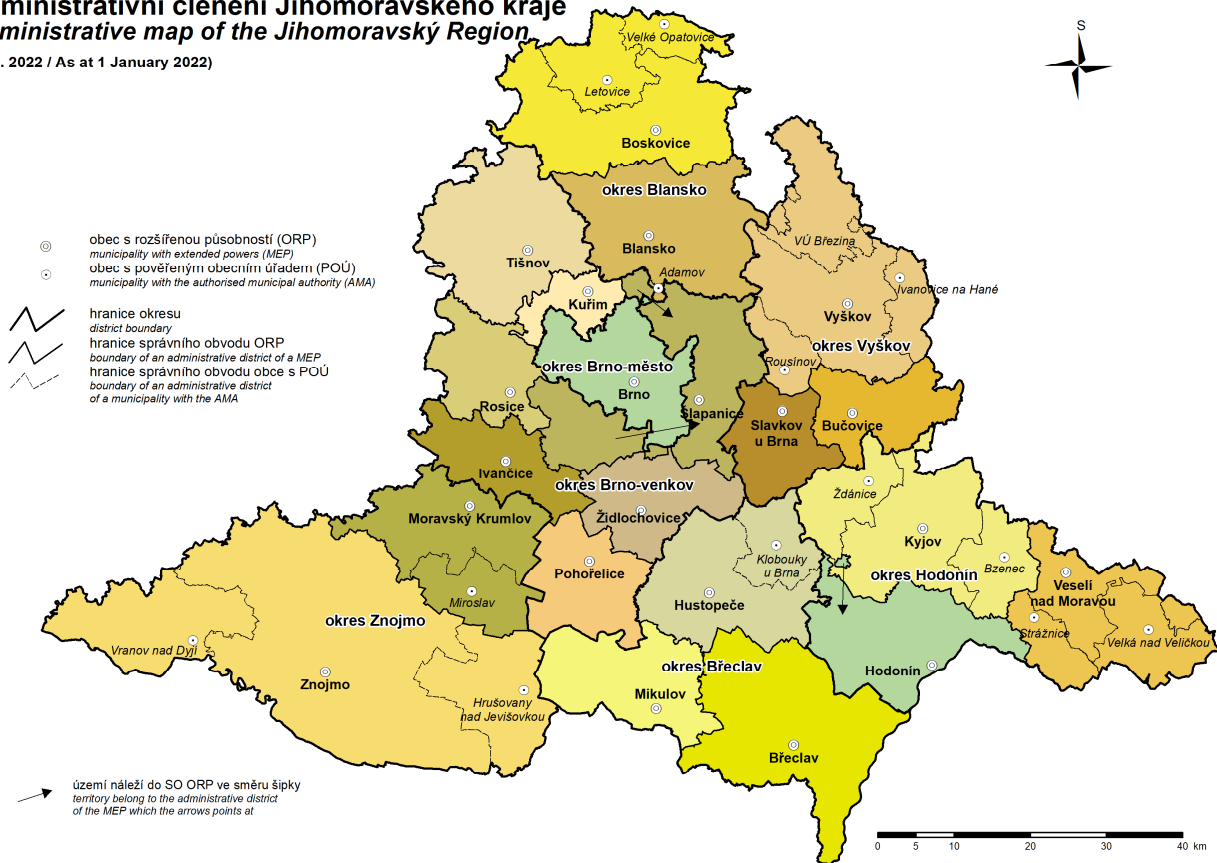 ministrativní členění Jihomoravského kraje
ministrative map of the Jihomoravský Region
. 2022 / As at 1 January 2022)
S
Velké Opatovice
Letovice
Boskovice
okres Blansko
Blansko
Adamov
VÚ Březina
Ivanovice na Hané
Vyškov
okres Vyškov
Rousínov
Tišnov
Kuřim
okres Brno-město
Brno
Šlapanice
Slavkov
u Brna
Bučovice
Rosice
Ivančice
okres Brno-venkov
Židlochovice
Moravský Krumlov
Pohořelice
Miroslav
Ždánice
Kyjov
Klobouky
u Brna
okres Hodonín
Bzenec
Hustopeče
Veselí
nad Moravou
Strážnice
Velká nad Veličkou
okres Znojmo
Vranov nad Dyjí
Znojmo
Hrušovany
nad Jevišovkou
okres Břeclav
Mikulov
Hodonín
Břeclav
obec s rozšířenou působností (ORP)
municipality with extended powers (MEP)
obec s pověřeným obecním úřadem (POÚ)
municipality with the authorised municipal authority (AMA)
hranice okresu
district boundary
hranice správního obvodu ORP
boundary of an administrative district of a MEP
hranice správního obvodu obce s POÚ
boundary of an administrative district
of a municipality with the AMA
území náleží do SO ORP ve směru šipky
territory belong to the administrative district
of the MEP which the arrows points at
0 5 10 20 30 40 km